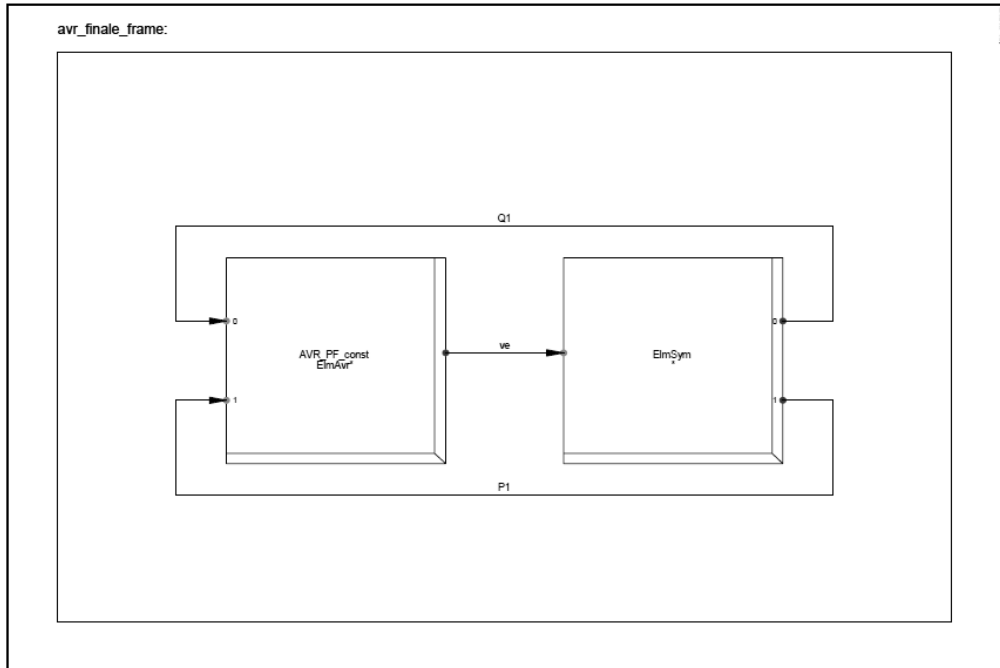 avr_finale_frame:
Q1
0
0
ve
AVR_PF_const
ElmAvr*
ElmSym
*
1
1
P1